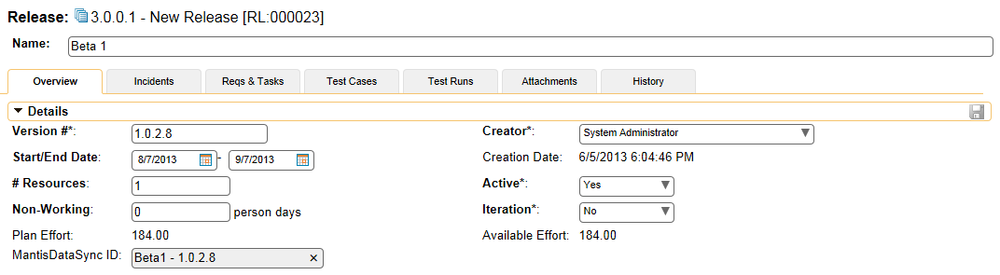 Release: 3.0.0.1 - New Release [RL:000023]
Name: Beta 1
Overview Incidents Reqs & Tasks Test Cases Test Runs Attachments History
Details
Version #*: 1.0.2.8 Creator*: System Administrator
Start/End Date: 8/7/2013 - 9/7/2013 Creation Date: 6/5/2013 6:04:46 PM
# Resources: 1 Active*: Yes
Non-Working: 0 person days Iteration*: No
Plan Effort: 184.00 Available Effort: 184.00
MantisDataSync ID: Beta1 - 1.0.2.8 ×